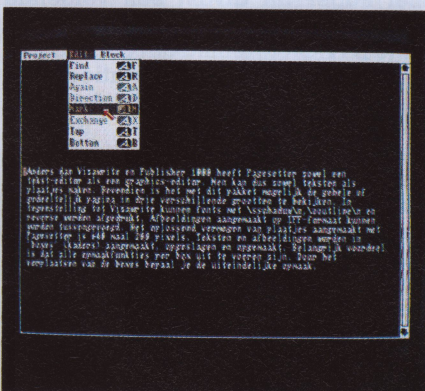 Project Edit Block
Find F
Replace R
Again A
Direction D
Mark M
Exchange X
Top T
Bottom B
Anders dan Vizawrite en Publisher 1000 heeft Pagesetter zowel een
tekst-editor als een graphics-editor. Men kan dus zowel teksten als
plaatjes maken. Bovendien is het met dit pakket mogelijk de gehele of
gedeeltelijk pagina in drie verschillende grootten te bekijken. In
tegenstelling tot Vizawrite kunnen fonts met \schaduw\n,\outline\n en
reverse worden afgedrukt. Afbeeldingen aangemaakt op IFF-formaat kunnen
worden tussengevoegd. Het oplossend vermogen van plaatjes aangemaakt met
Pagesetter is 640 maal 200 pixels. Teksten en afbeeldingen worden in
'boxes' (kaders) aangemaakt, opgeslagen en opgemaakt. Belangrijk voordeel
is dat alle opmaakfunkties per box uit te voeren zijn. Door het
verplaatsen van de boxes bepaal je de uiteindelijke opmaak.